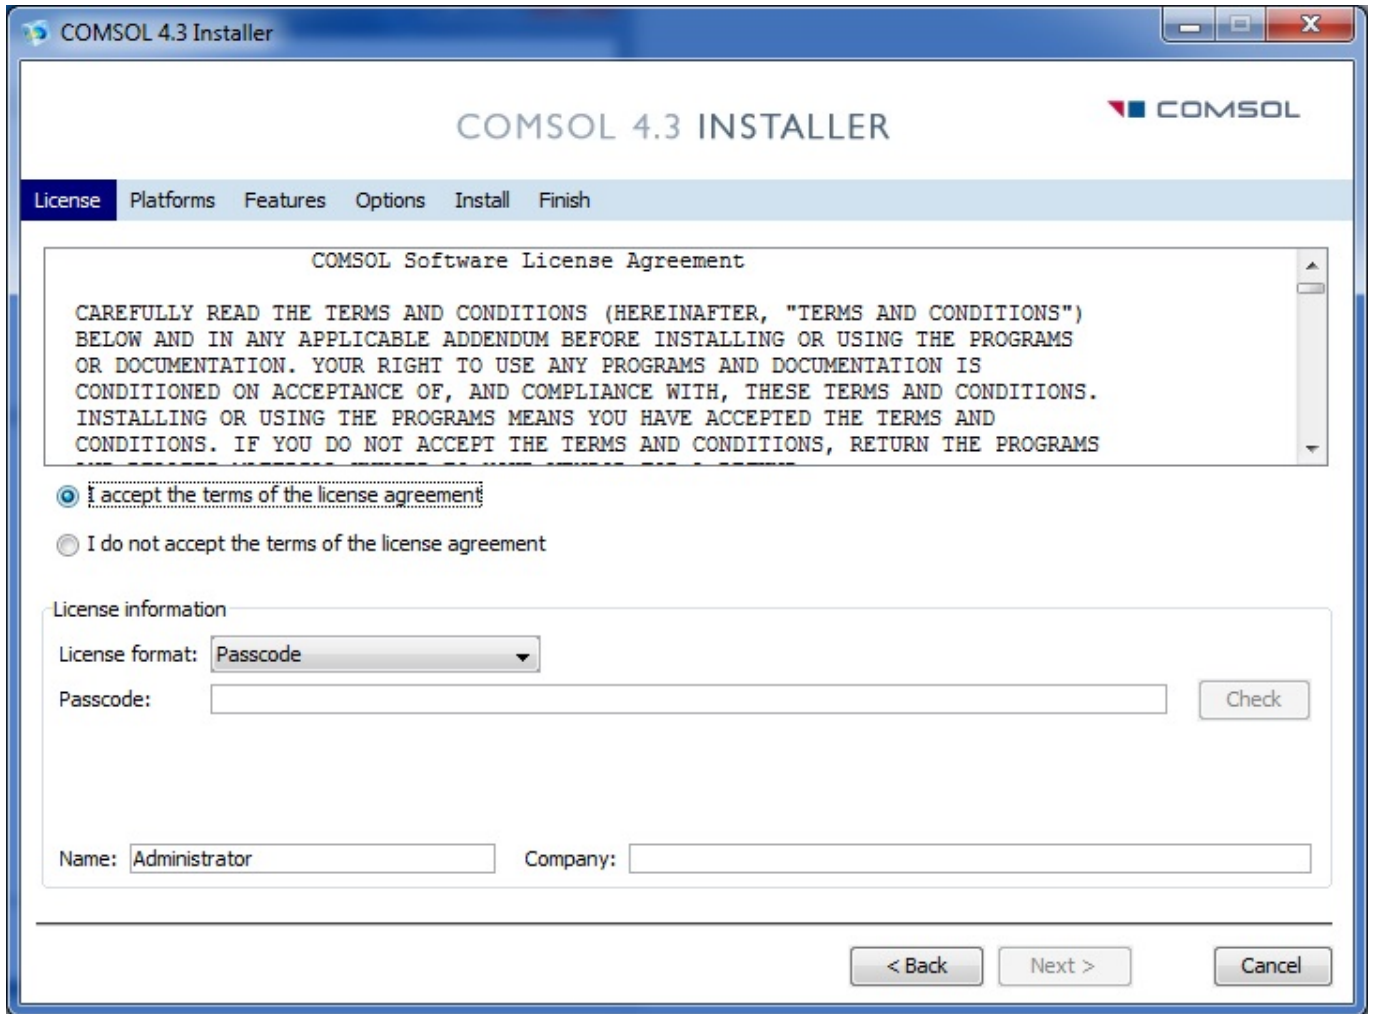 COMSOL 4.3 Installer
COMSOL 4.3 INSTALLER
COMSOL
License Platforms Features Options Install Finish
COMSOL Software License Agreement
CAREFULLY READ THE TERMS AND CONDITIONS (HEREINAFTER, "TERMS AND CONDITIONS")
BELOW AND IN ANY APPLICABLE ADDENDUM BEFORE INSTALLING OR USING THE PROGRAMS
OR DOCUMENTATION. YOUR RIGHT TO USE ANY PROGRAMS AND DOCUMENTATION IS
CONDITIONED ON ACCEPTANCE OF, AND COMPLIANCE WITH, THESE TERMS AND CONDITIONS.
INSTALLING OR USING THE PROGRAMS MEANS YOU HAVE ACCEPTED THE TERMS AND
CONDITIONS. IF YOU DO NOT ACCEPT THE TERMS AND CONDITIONS, RETURN THE PROGRAMS
I accept the terms of the license agreement
I do not accept the terms of the license agreement
License information
License format: Passcode
Passcode: Check
Name: Administrator Company:
< Back Next > Cancel